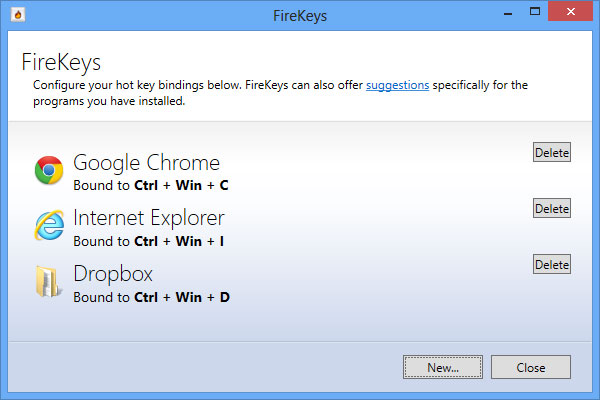 FireKeys
FireKeys
Configure your hot key bindings below. FireKeys can also offer suggestions specifically for the
programs you have installed.
Google Chrome
Delete
Bound to Ctrl + Win + C
Internet Explorer
Delete
Bound to Ctrl + Win + I
Dropbox
Delete
Bound to Ctrl + Win + D
New...
Close